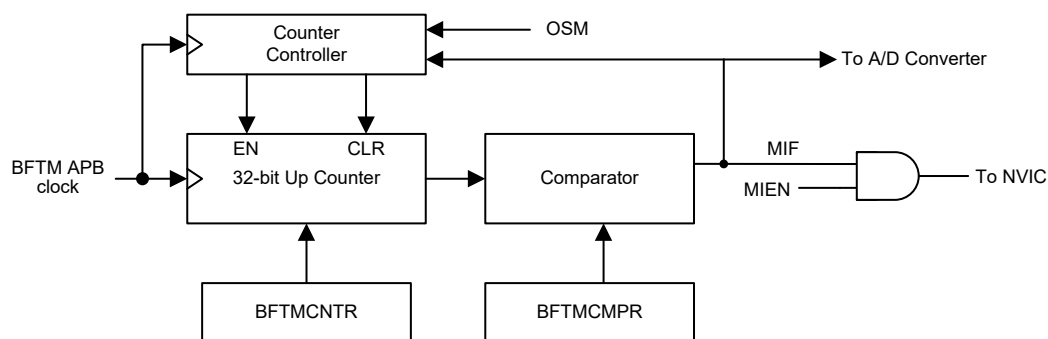 Counter
Controller
OSM
To A/D Converter
EN
CLR
BFTM APB
clock
32-bit Up Counter
Comparator
MIF
MIEN
To NVIC
BFTMCNTR
BFTMCMPR